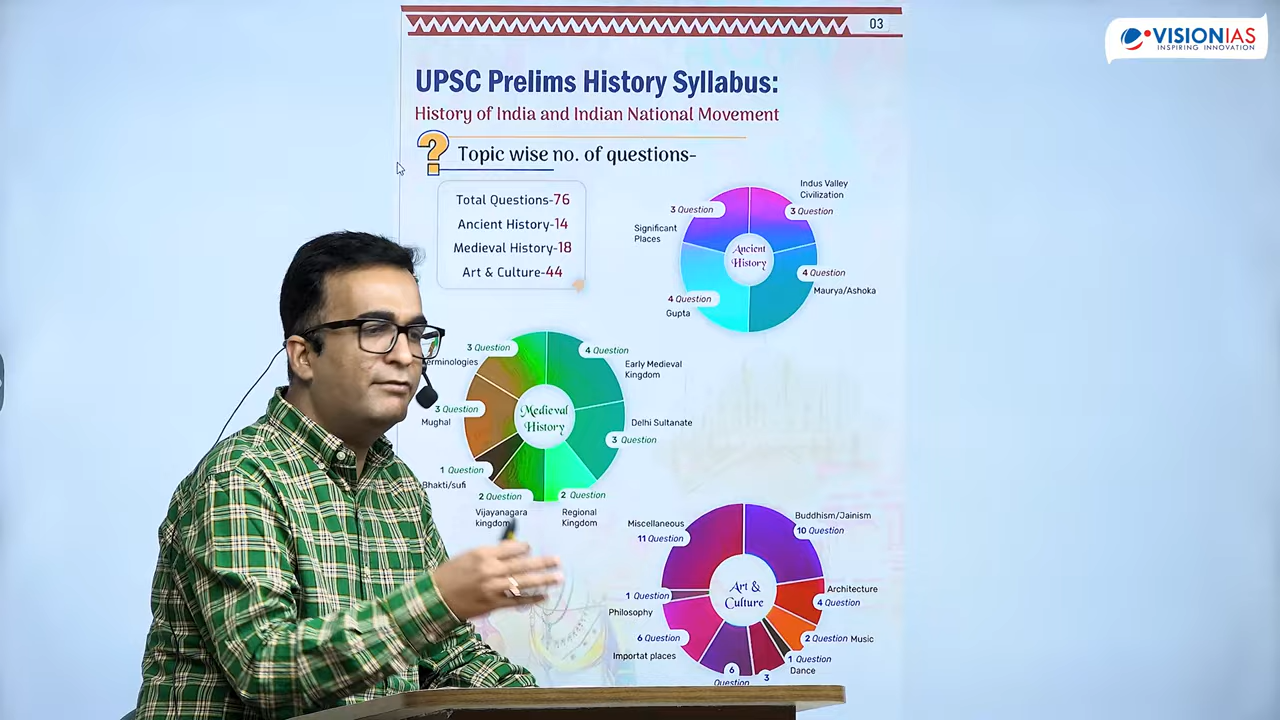 03
VISIONIAS
INSPIRING INNOVATION
UPSC Prelims History Syllabus:
History of India and Indian National Movement
? Topic wise no. of questions-
Total Questions-76
Ancient History-14
Medieval History-18
Art & Culture-44
Indus Valley
Civilization
3 Question
3 Question
Significant
Places
Ancient
History
4 Question
Maurya/Ashoka
4 Question
Gupta
3 Question
erminologies
4 Question
Early Medieval
Kingdom
3 Question
Mughal
Medieval
History
Delhi Sultanate
3 Question
1 Question
Bhakti/sufi
2 Question
Vijayanagara
kingdom
2 Question
Regional
Kingdom
Miscellaneous
11 Question
Buddhism/Jainism
10 Question
Art &
Culture
Architecture
4 Question
1 Question
Philosophy
6 Question
Importat places
2 Question Music
1 Question
Dance
6
Question
3